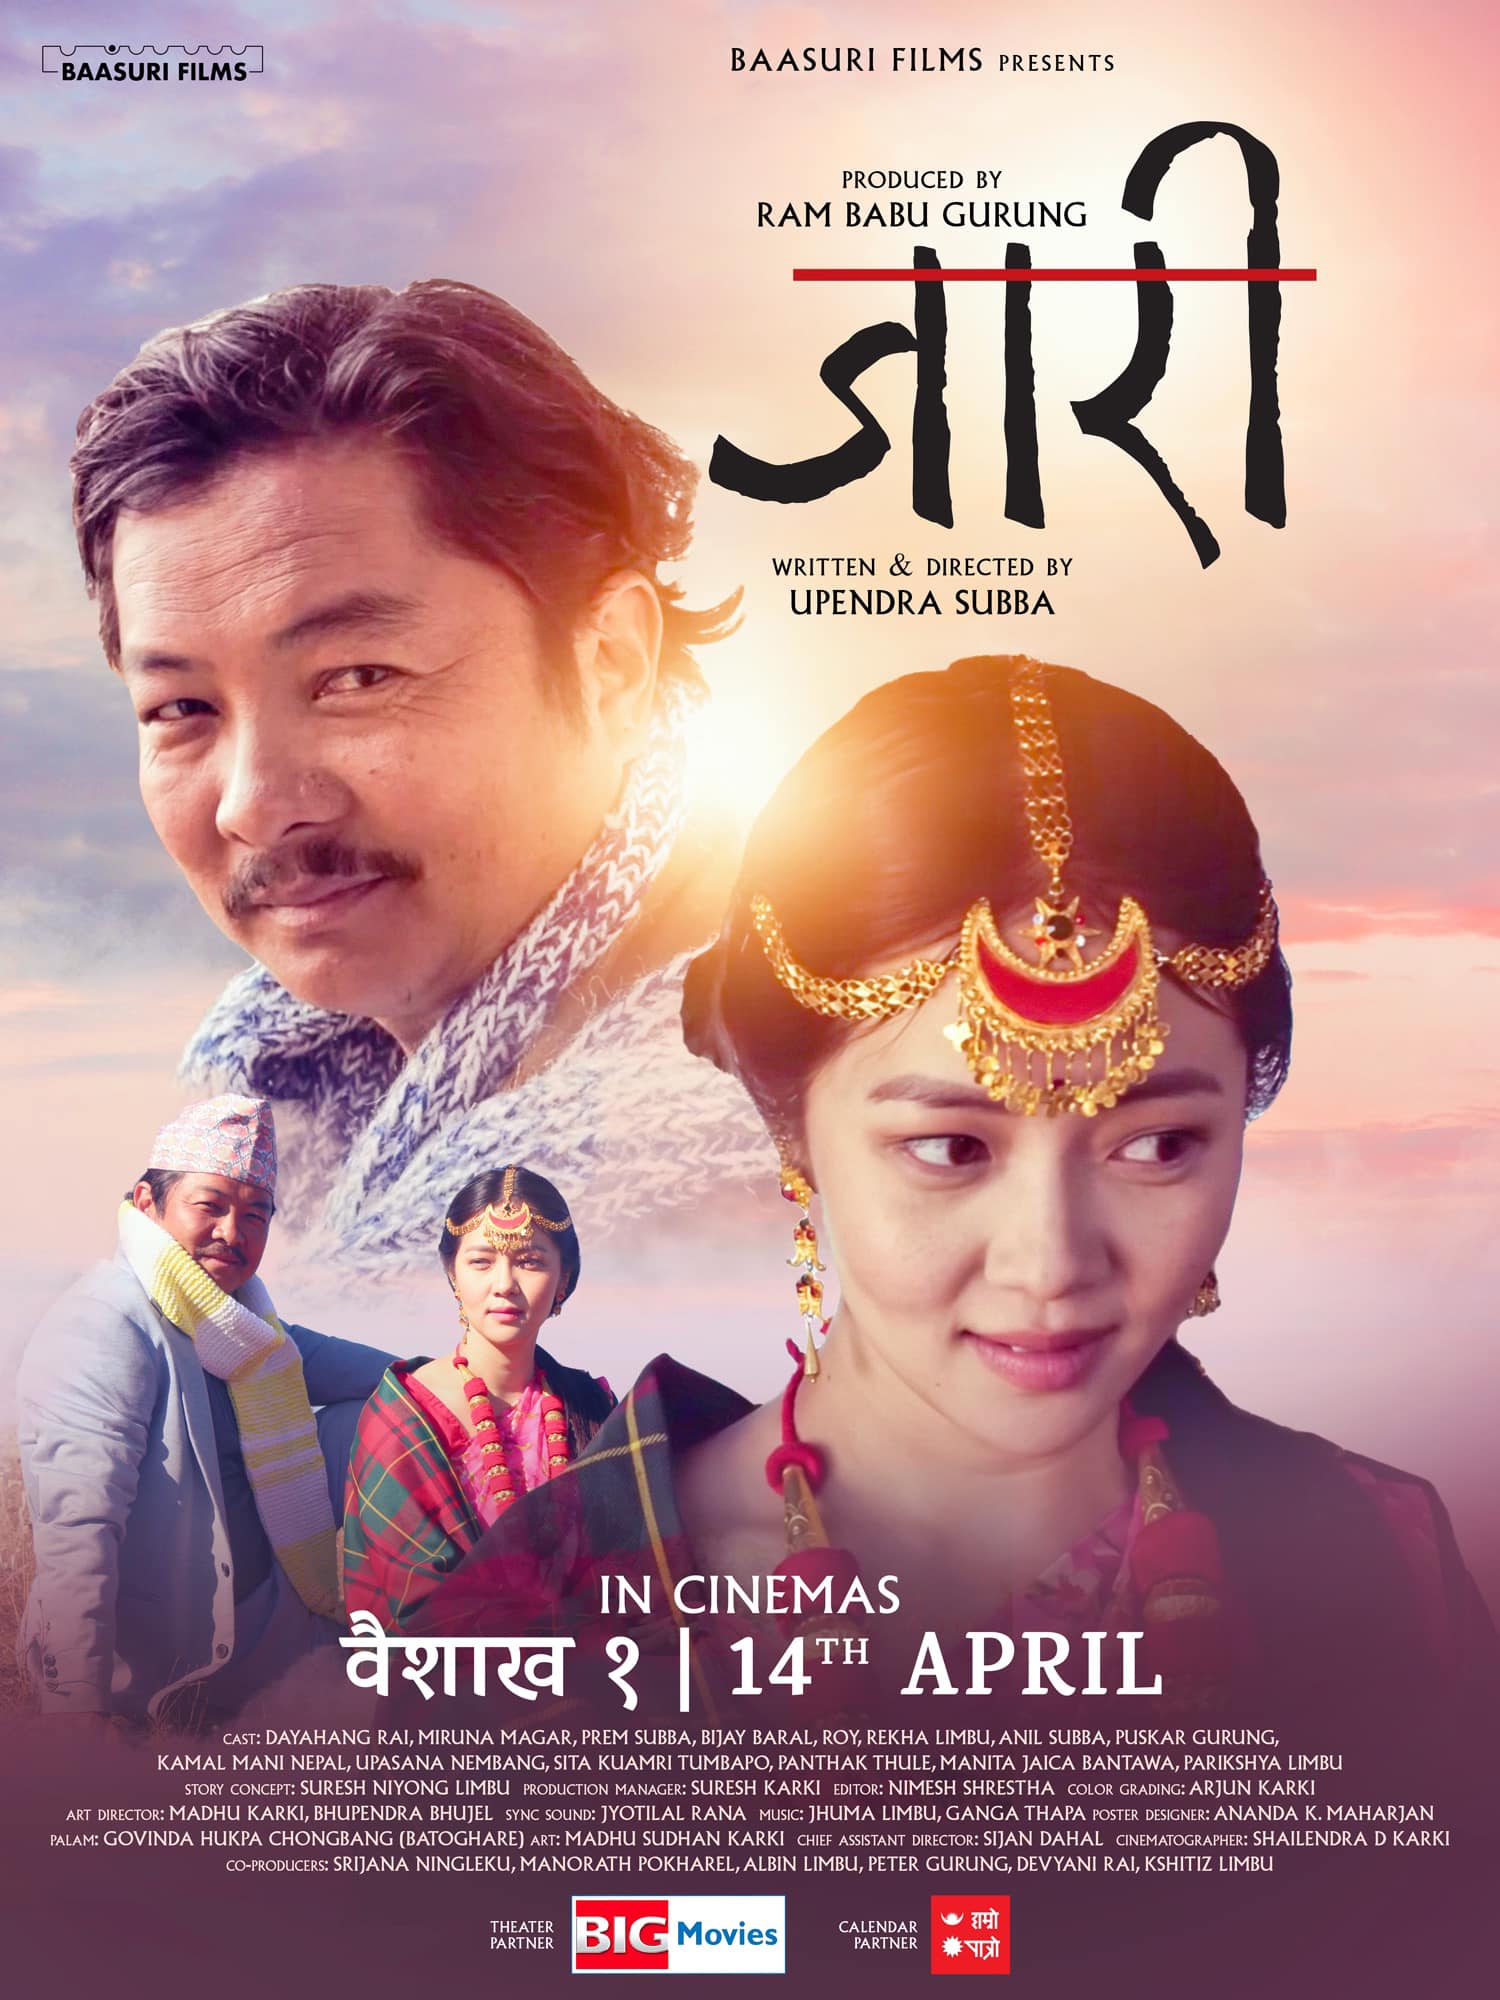 BAASURI FILMS
BAASURI FILMS PRESENTS
PRODUCED BY
RAM BABU GURUNG
जारी
WRITTEN & DIRECTED BY
UPENDRA SUBBA
IN CINEMAS
वैशाख १ | 14TH APRIL
CAST: DAYAHANG RAI, MIRUNA MAGAR, PREM SUBBA, BIJAY BARAL, ROY, REKHA LIMBU, ANIL SUBBA, PUSKAR GURUNG,
KAMAL MANI NEPAL, UPASANA NEMBANG, SITA KUAMRI TUMBAPO, PANTHAK THULE, MANITA JAICA BANTAWA, PARIKSHYA LIMBU
STORY CONCEPT: SURESH NIYONG LIMBU PRODUCTION MANAGER: SURESH KARKI EDITOR: NIMESH SHRESTHA COLOR GRADING: ARJUN KARKI
ART DIRECTOR: MADHU KARKI, BHUPENDRA BHUJEL SYNC SOUND: JYOTILAL RANA MUSIC: JHUMA LIMBU, GANGA THAPA POSTER DESIGNER: ANANDA K. MAHARJAN
PALAM: GOVINDA HUKPA CHONGBANG (BATOGHARE) ART: MADHU SUDHAN KARKI CHIEF ASSISTANT DIRECTOR: SIJAN DAHAL CINEMATOGRAPHER: SHAILENDRA D KARKI
CO-PRODUCERS: SRIJANA NINGLEKU, MANORATH POKHAREL, ALBIN LIMBU, PETER GURUNG, DEVYANI RAI, KSHITIZ LIMBU
THEATER
PARTNER
BIG Movies
CALENDAR
PARTNER
हाम्रो
पात्रो